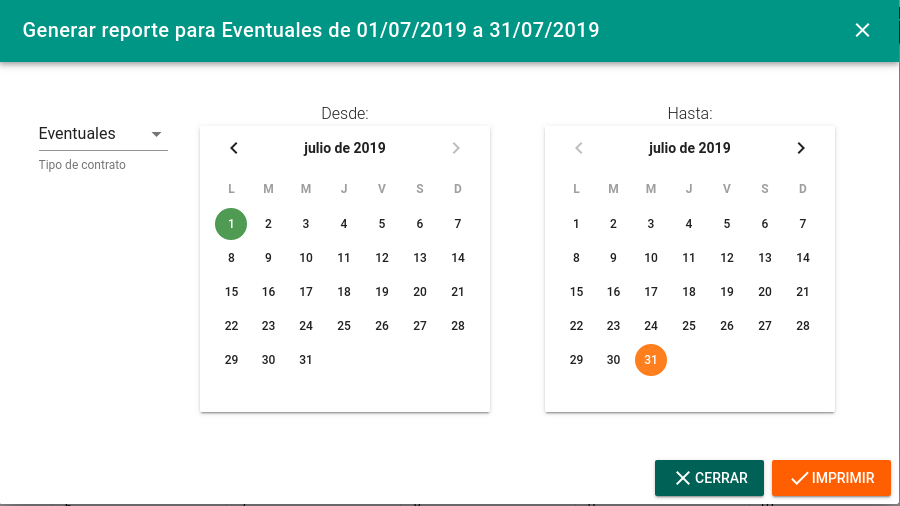 Generar reporte para Eventuales de 01/07/2019 a 31/07/2019
Eventuales
Tipo de contrato
Desde:
julio de 2019
L M M J V S D
1 2 3 4 5 6 7
8 9 10 11 12 13 14
15 16 17 18 19 20 21
22 23 24 25 26 27 28
29 30 31
Hasta:
julio de 2019
L M M J V S D
1 2 3 4 5 6 7
8 9 10 11 12 13 14
15 16 17 18 19 20 21
22 23 24 25 26 27 28
29 30 31
CERRAR
IMPRIMIR